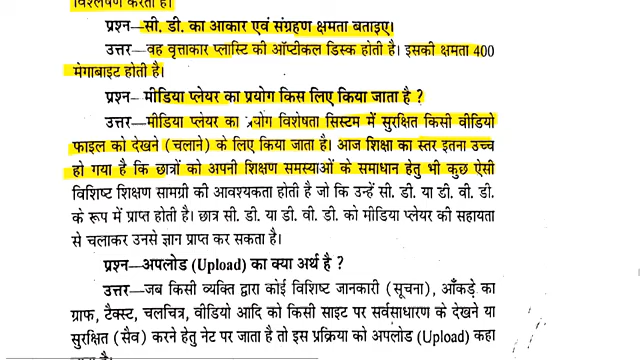 विश्लेषण करता है।
प्रश्न—सी. डी. का आकार एवं संग्रहण क्षमता बताइए।
उत्तर—वह वृत्ताकार प्लास्टि की ऑप्टीकल डिस्क होती है। इसकी क्षमता 400
मेगाबाइट होती है।
प्रश्न—मीडिया प्लेयर का प्रयोग किस लिए किया जाता है ?
उत्तर—मीडिया प्लेयर का प्रयोग विशेषता सिस्टम में सुरक्षित किसी वीडियो
फाइल को देखने (चलाने) के लिए किया जाता है। आज शिक्षा का स्तर इतना उच्च
हो गया है कि छात्रों को अपनी शिक्षण समस्याओं के समाधान हेतु भी कुछ ऐसी
विशिष्ट शिक्षण सामग्री की आवश्यकता होती है जो कि उन्हें सी. डी. या डी. वी. डी.
के रूप में प्राप्त होती है। छात्र सी. डी. या डी. वी. डी. को मीडिया प्लेयर की सहायता
से चलाकर उनसे ज्ञान प्राप्त कर सकता है।
प्रश्न—अपलोड (Upload) का क्या अर्थ है ?
उत्तर—जब किसी व्यक्ति द्वारा कोई विशिष्ट जानकारी (सूचना), आँकड़े का
ग्राफ, टैक्स्ट, चलचित्र, वीडियो आदि को किसी साइट पर सर्वसाधारण के देखने या
सुरक्षित (सैव) करने हेतु नेट पर जाता है तो इस प्रक्रिया को अपलोड (Upload) कहा